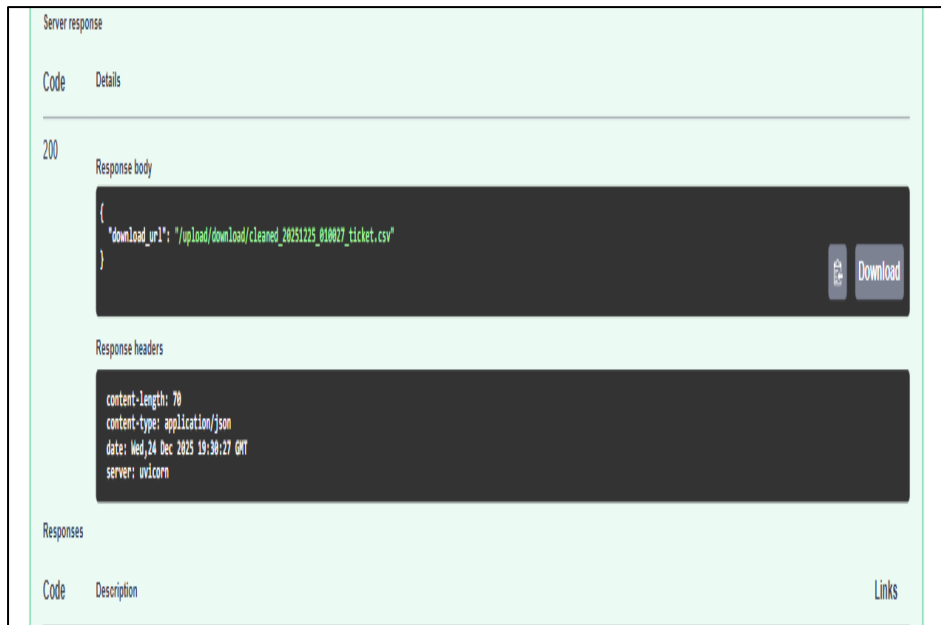 Server response
Code Details
200
Response body
{
"download_url": "/upload/download/cleaned_20251225_010027_ticket.csv"
}
Download
Response headers
content-length: 70
content-type: application/json
date: Wed,24 Dec 2025 19:30:27 GMT
server: uvicorn
Responses
Code Description Links